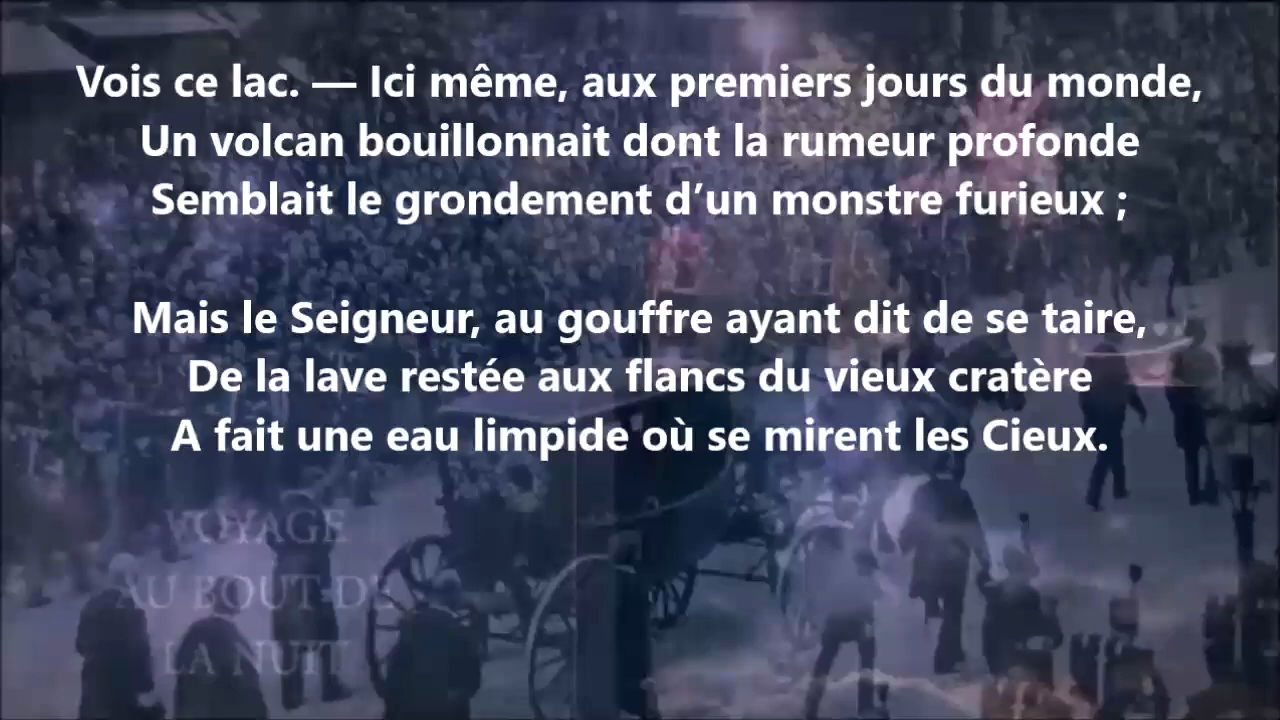 Vois ce lac. — Ici même, aux premiers jours du monde,
Un volcan bouillonnait dont la rumeur profonde
Semblait le grondement d’un monstre furieux ;
Mais le Seigneur, au gouffre ayant dit de se taire,
De la lave restée aux flancs du vieux cratère
A fait une eau limpide où se mirent les Cieux.
VOYAGE
AU BOUT DE
LA NUIT